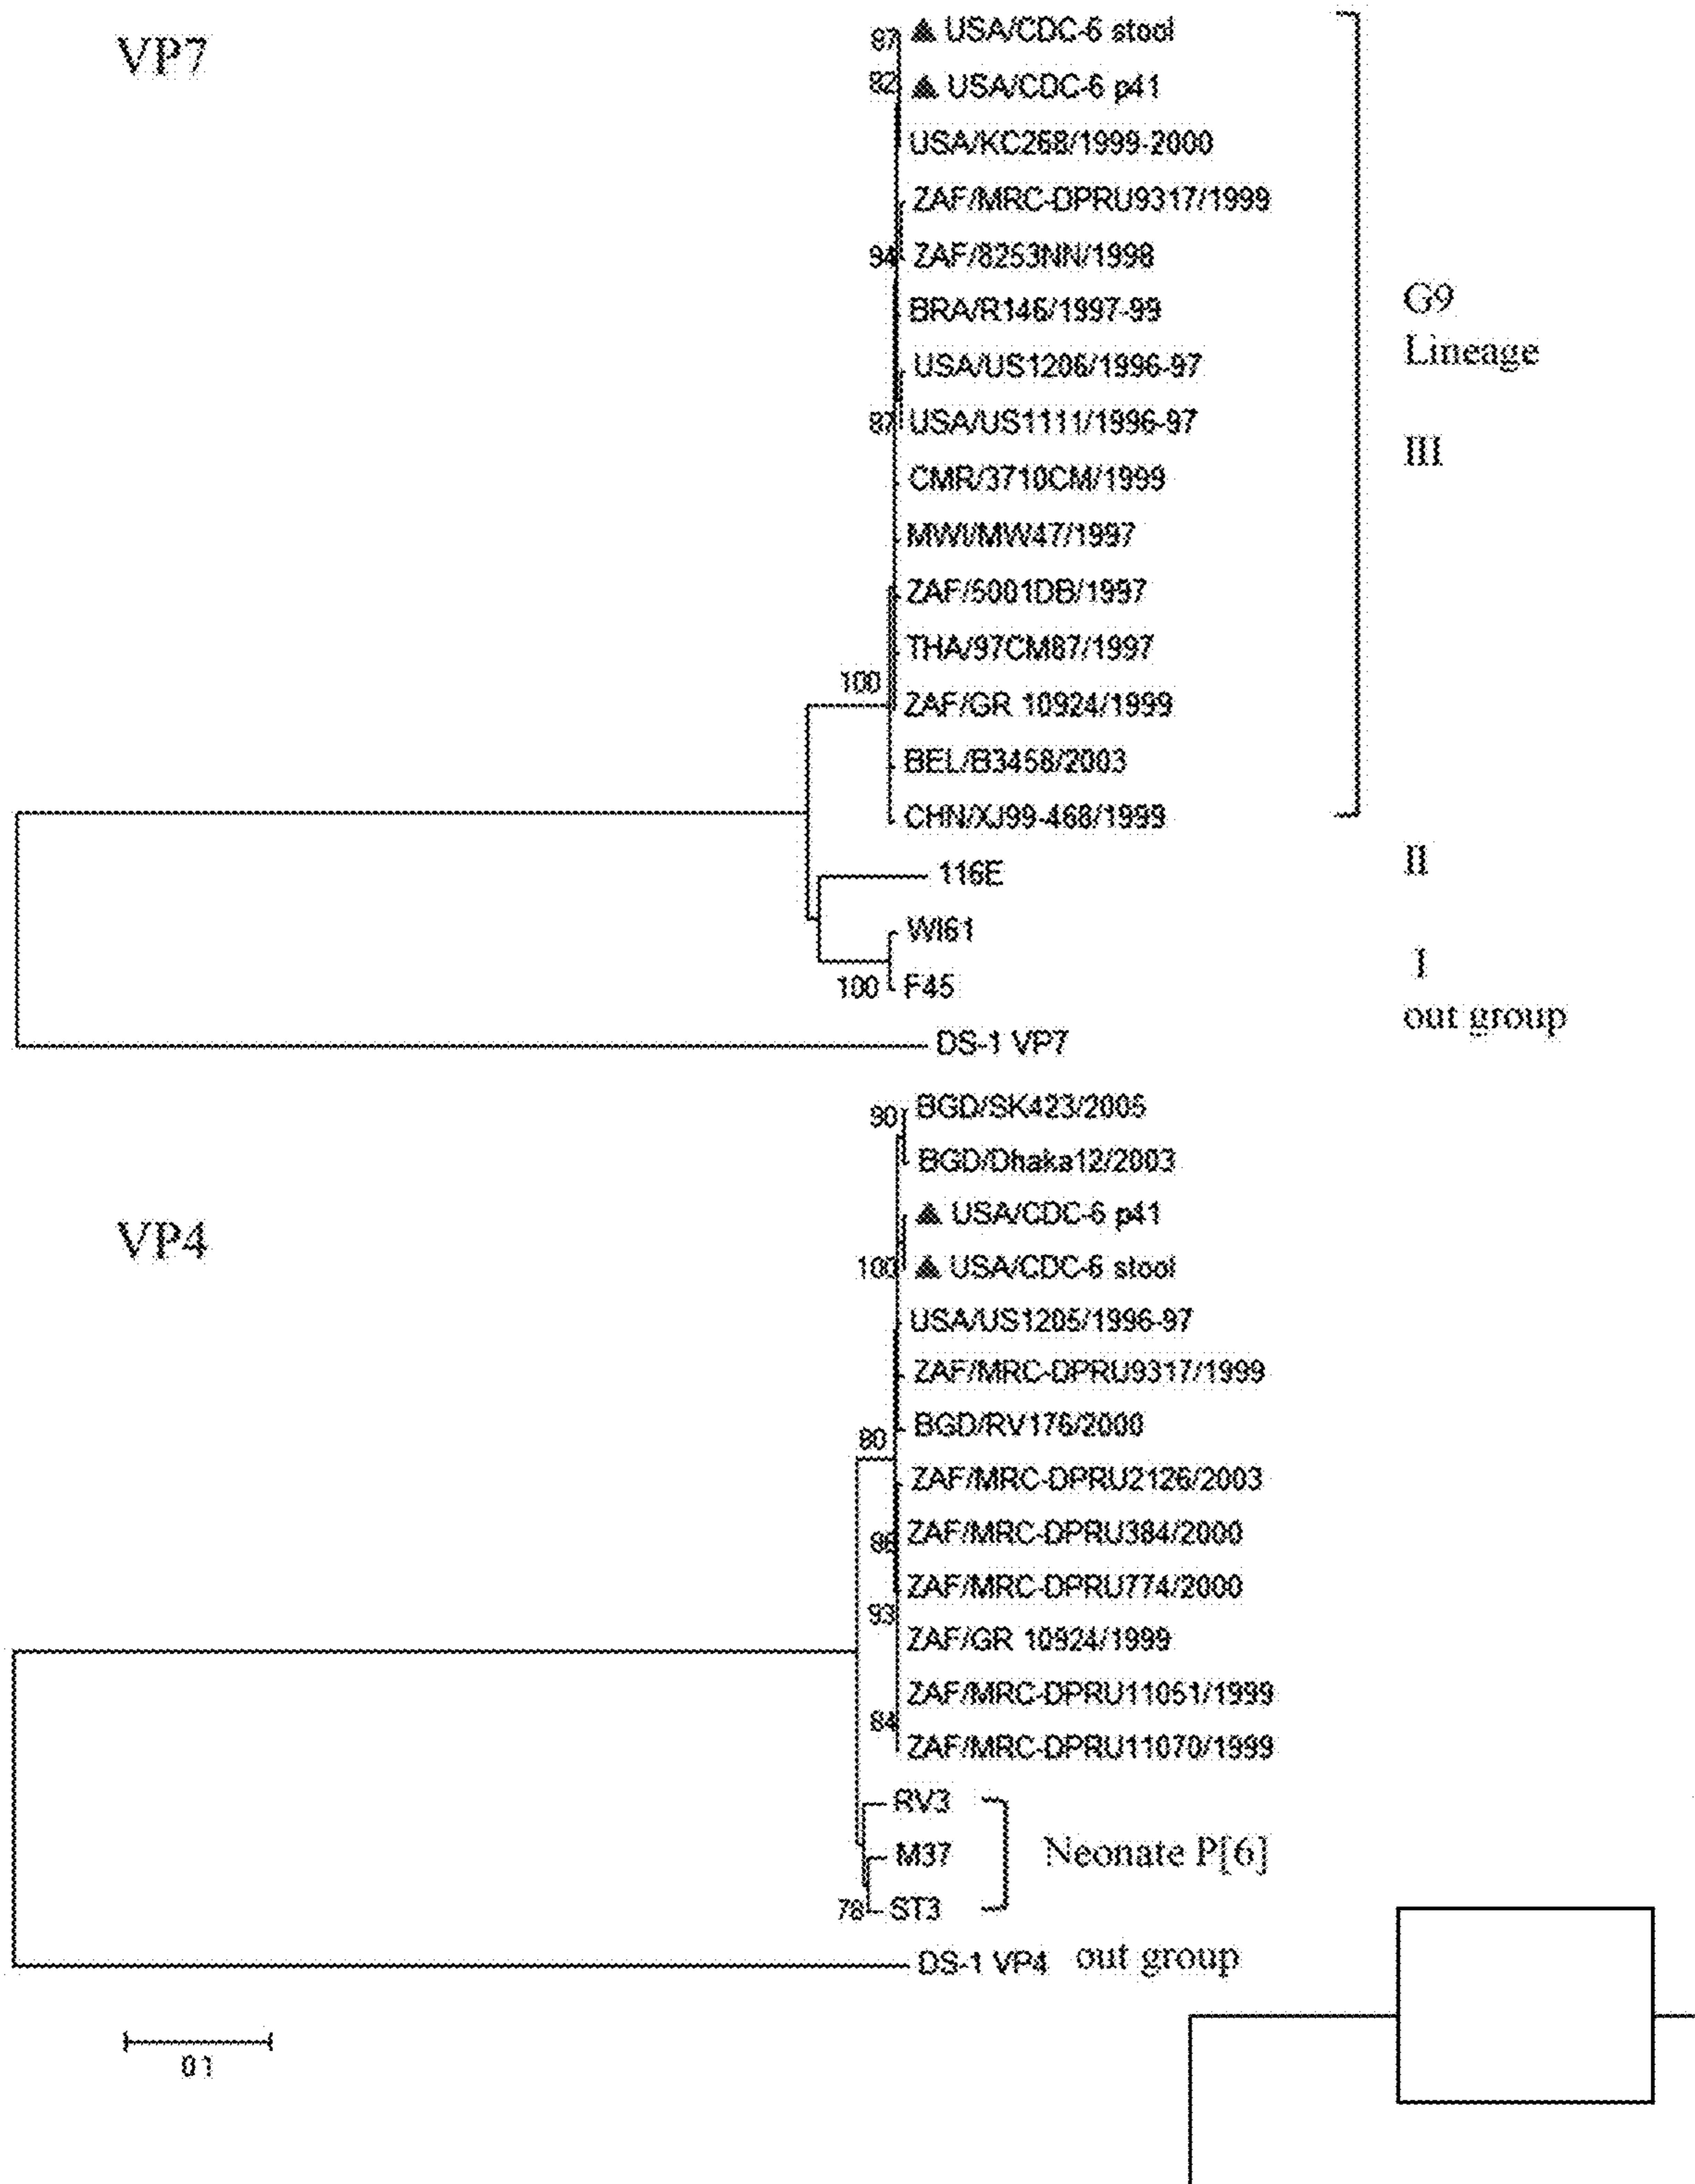 VP7
97 ▲ USA/CDC-6 stool
82 ▲ USA/CDC-6 p41
USA/KC268/1999-2000
ZAF/MRC-DPRU9317/1999
94 ZAF/8253NN/1998
BRA/R146/1997-99
USA/US1206/1996-97
87 USA/US1111/1996-97
CMR/3710CM/1999
MWI/MW47/1997
ZAF/5001DB/1997
THA/97CM87/1997
100
ZAF/GR 10924/1999
BEL/B3458/2003
CHN/XJ99-468/1999
G9
Lineage
III
116E
II
WI61
I
100 F45
out group
DS-1 VP7
VP4
90 BGD/SK423/2005
BGD/Dhaka12/2003
▲ USA/CDC-6 p41
100 ▲ USA/CDC-6 stool
USA/US1205/1996-97
ZAF/MRC-DPRU9317/1999
BGD/RV176/2000
80
ZAF/MRC-DPRU2126/2003
ZAF/MRC-DPRU384/2000
ZAF/MRC-DPRU774/2000
93
ZAF/GR 10924/1999
ZAF/MRC-DPRU11051/1999
84
ZAF/MRC-DPRU11070/1999
RV3
M37
78 ST3
Neonate P[6]
DS-1 VP4 out group
0.1